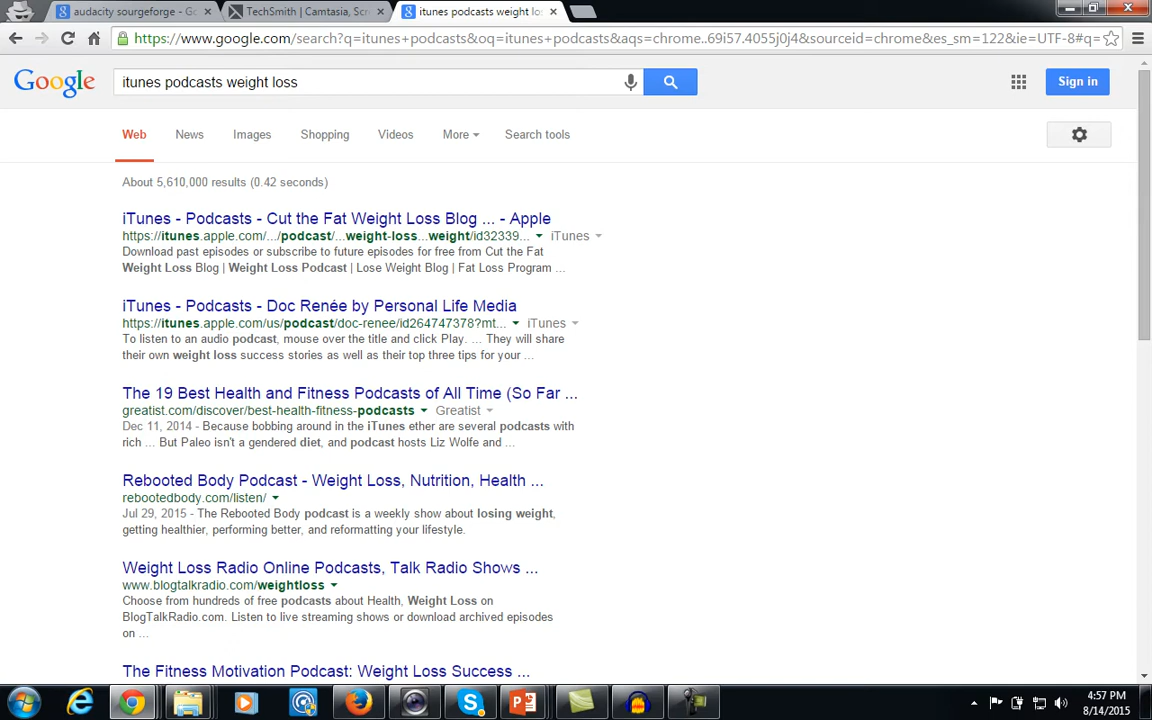 audacity sourgeforge - Go
TechSmith | Camtasia, Scr
itunes podcasts weight los
https://www.google.com/search?q=itunes+podcasts&oq=itunes+podcasts&aqs=chrome..69i57.4055j0j4&sourceid=chrome&es_sm=122&ie=UTF-8#q=
Google
itunes podcasts weight loss
Sign in
Web News Images Shopping Videos More Search tools
About 5,610,000 results (0.42 seconds)
iTunes - Podcasts - Cut the Fat Weight Loss Blog ... - Apple
https://itunes.apple.com/.../podcast/...weight-loss...weight/id32339... iTunes
Download past episodes or subscribe to future episodes for free from Cut the Fat
Weight Loss Blog | Weight Loss Podcast | Lose Weight Blog | Fat Loss Program ...
iTunes - Podcasts - Doc Renée by Personal Life Media
https://itunes.apple.com/us/podcast/doc-renee/id264747378?mt... iTunes
To listen to an audio podcast, mouse over the title and click Play. ... They will share
their own weight loss success stories as well as their top three tips for your ...
The 19 Best Health and Fitness Podcasts of All Time (So Far ...
greatist.com/discover/best-health-fitness-podcasts Greatist
Dec 11, 2014 - Because bobbing around in the iTunes ether are several podcasts with
rich ... But Paleo isn't a gendered diet, and podcast hosts Liz Wolfe and ...
Rebooted Body Podcast - Weight Loss, Nutrition, Health ...
rebootedbody.com/listen/
Jul 29, 2015 - The Rebooted Body podcast is a weekly show about losing weight,
getting healthier, performing better, and reformatting your lifestyle.
Weight Loss Radio Online Podcasts, Talk Radio Shows ...
www.blogtalkradio.com/weightloss
Choose from hundreds of free podcasts about Health, Weight Loss on
BlogTalkRadio.com. Listen to live streaming shows or download archived episodes
on ...
The Fitness Motivation Podcast: Weight Loss Success ...
4:57 PM
8/14/2015